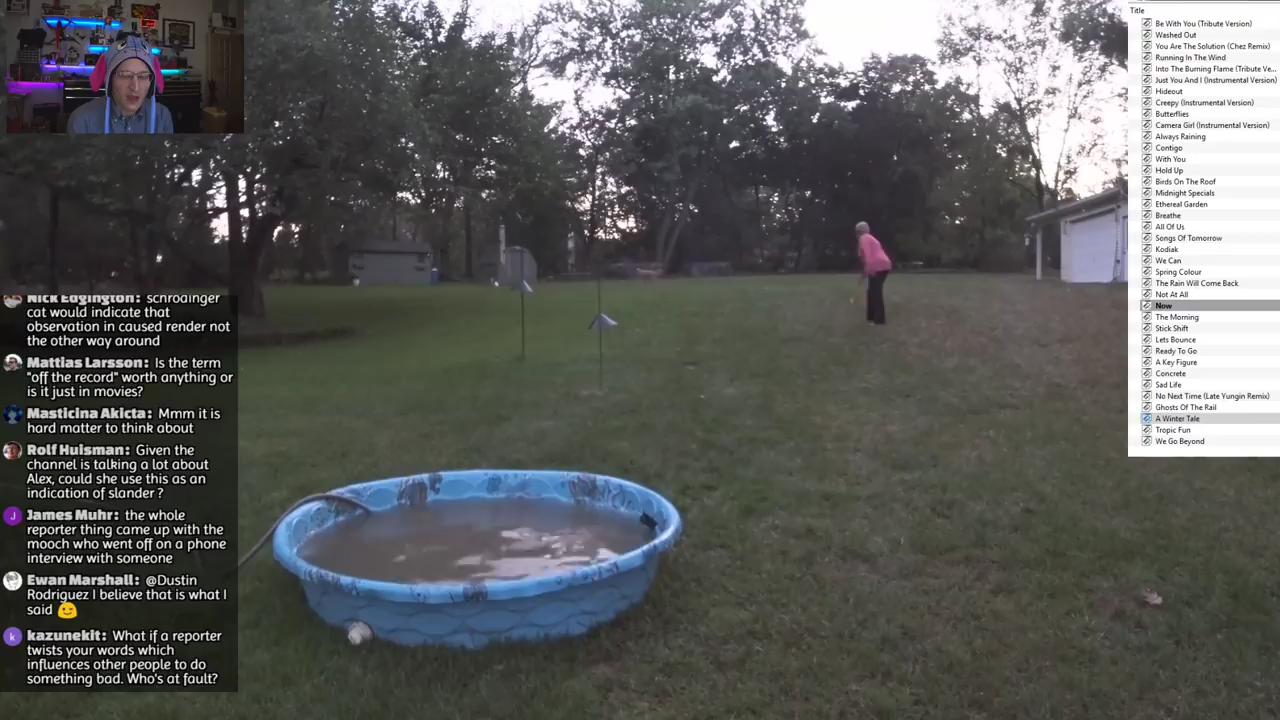 Nick Edgington: schrodinger
cat would indicate that
observation in caused render not
the other way around
Mattias Larsson: Is the term
"off the record" worth anything or
is it just in movies?
Masticina Akicta: Mmm it is
hard matter to think about
Rolf Huisman: Given the
channel is talking a lot about
Alex, could she use this as an
indication of slander ?
J James Muhr: the whole
reporter thing came up with the
mooch who went off on a phone
interview with someone
Ewan Marshall: @Dustin
Rodriguez I believe that is what I
said 😉
k kazunekit: What if a reporter
twists your words which
influences other people to do
something bad. Who's at fault?
Title
Be With You (Tribute Version)
Washed Out
You Are The Solution (Chez Remix)
Running In The Wind
Into The Burning Flame (Tribute Ve...
Just You And I (Instrumental Version)
Hideout
Creepy (Instrumental Version)
Butterflies
Camera Girl (Instrumental Version)
Always Raining
Contigo
With You
Hold Up
Birds On The Roof
Midnight Specials
Ethereal Garden
Breathe
All Of Us
Songs Of Tomorrow
Kodiak
We Can
Spring Colour
The Rain Will Come Back
Not At All
Now
The Morning
Stick Shift
Lets Bounce
Ready To Go
A Key Figure
Concrete
Sad Life
No Next Time (Late Yungin Remix)
Ghosts Of The Rail
A Winter Tale
Tropic Fun
We Go Beyond